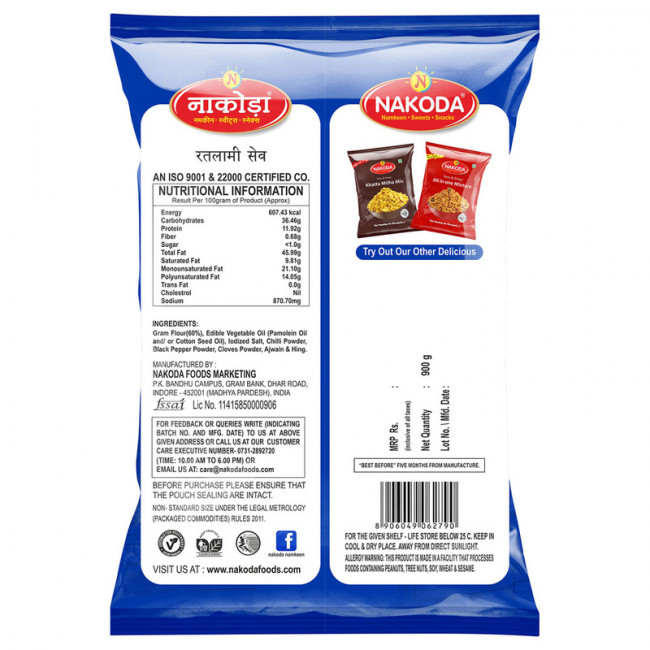 N
नाकोड़ा®
नमकीन • स्वीट्स • स्नेक्स
रतलामी सेव
AN ISO 9001 & 22000 CERTIFIED CO.
NUTRITIONAL INFORMATION
Result Per 100gram of Product (Approx)
Energy 607.43 kcal
Carbohydrates 36.46g
Protein 11.92g
Fiber 0.68g
Sugar <1.0g
Total Fat 45.99g
Saturated Fat 9.81g
Monounsaturated Fat 21.10g
Polyunsaturated Fat 14.05g
Trans Fat 0.0g
Cholestrol Nil
Sodium 870.70mg
INGREDIENTS:
Gram Flour(60%), Edible Vegetable Oil (Pamolein Oil
and/ or Cotton Seed Oil), Iodized Salt, Chilli Powder,
Black Pepper Powder, Cloves Powder, Ajwain & Hing.
MANUFACTURED BY :
NAKODA FOODS MARKETING
P.K. BANDHU CAMPUS, GRAM BANK, DHAR ROAD,
INDORE - 452001 (MADHYA PARDESH), INDIA
fssai Lic No. 11415850000906
FOR FEEDBACK OR QUERIES WRITE (INDICATING
BATCH NO. AND MFG. DATE) TO US AT ABOVE
GIVEN ADDRESS OR CALL US AT OUR CUSTOMER
CARE EXECUTIVE NUMBER- 0731-2892720
(TIME: 10.00 AM TO 6.00 PM) OR
EMAIL US AT: care@nakodafoods.com
BEFORE PURCHASE PLEASE ENSURE THAT
THE POUCH SEALING ARE INTACT.
NON- STANDARD SIZE UNDER THE LEGAL METROLOGY
(PACKAGED COMMODITIES) RULES 2011.
f
nakoda namkeen
VISIT US AT : www.nakodafoods.com
N
NAKODA®
Namkeen • Sweets • Snacks
NAKODA
Khatta Mitha Mix
NAKODA
All in one Mixture
Try Out Our Other Delicious
MRP Rs. :
(inclusive of all taxes)
Net Quantity : 900 g
Lot No. \ Mfd. Date :
"BEST BEFORE" FIVE MONTHS FROM MANUFACTURE.
8 906049 062790
FOR THE GIVEN SHELF - LIFE STORE BELOW 25 C. KEEP IN
COOL & DRY PLACE. AWAY FROM DIRECT SUNLIGHT.
ALLERGY WARNING: THIS PRODUCT IS MADE IN A FACILITY THAT PROCESSES
FOODS CONTAINING PEANUTS, TREE NUTS, SOY, WHEAT & SESAME.